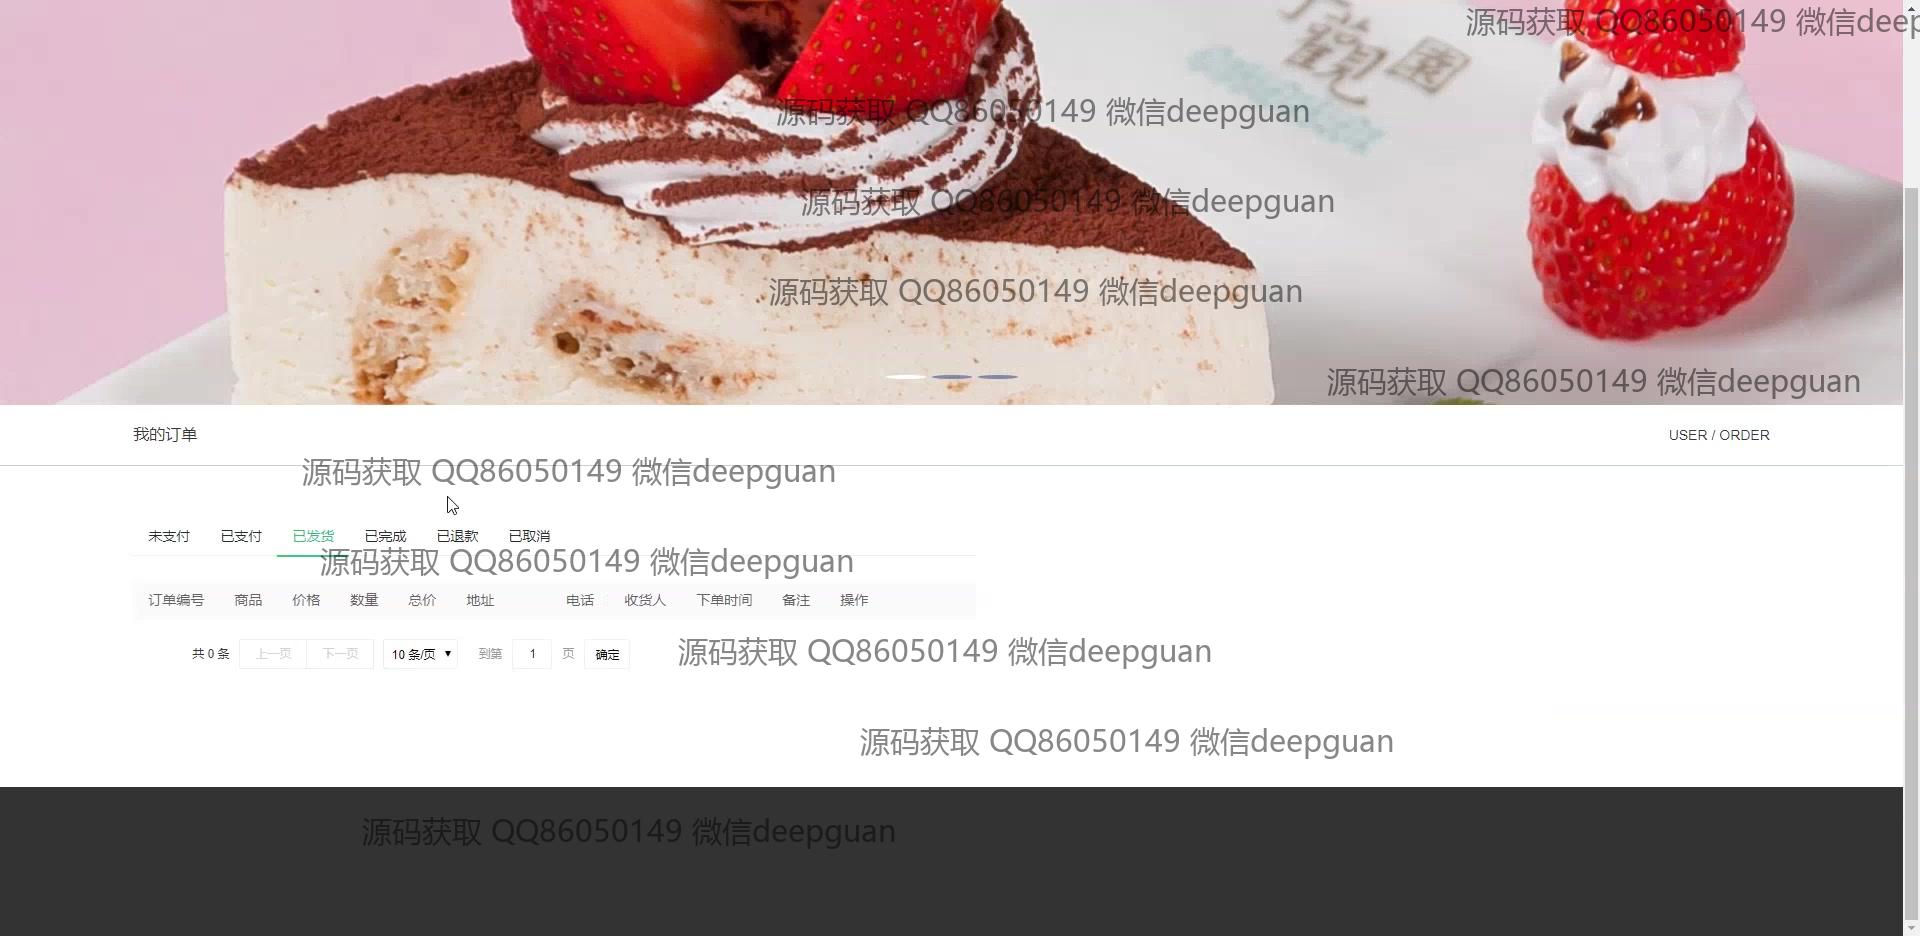 源码获取 QQ86050149 微信deep
觀園
源码获取 QQ86050149 微信deepguan
源码获取 QQ86050149 微信deepguan
源码获取 QQ86050149 微信deepguan
源码获取 QQ86050149 微信deepguan
我的订单
USER / ORDER
源码获取 QQ86050149 微信deepguan
未支付 已支付 已发货 已完成 已退款 已取消
源码获取 QQ86050149 微信deepguan
订单编号 商品 价格 数量 总价 地址 电话 收货人 下单时间 备注 操作
共 0 条 上一页 下一页 10 条/页 到第 1 页 确定
源码获取 QQ86050149 微信deepguan
源码获取 QQ86050149 微信deepguan
源码获取 QQ86050149 微信deepguan